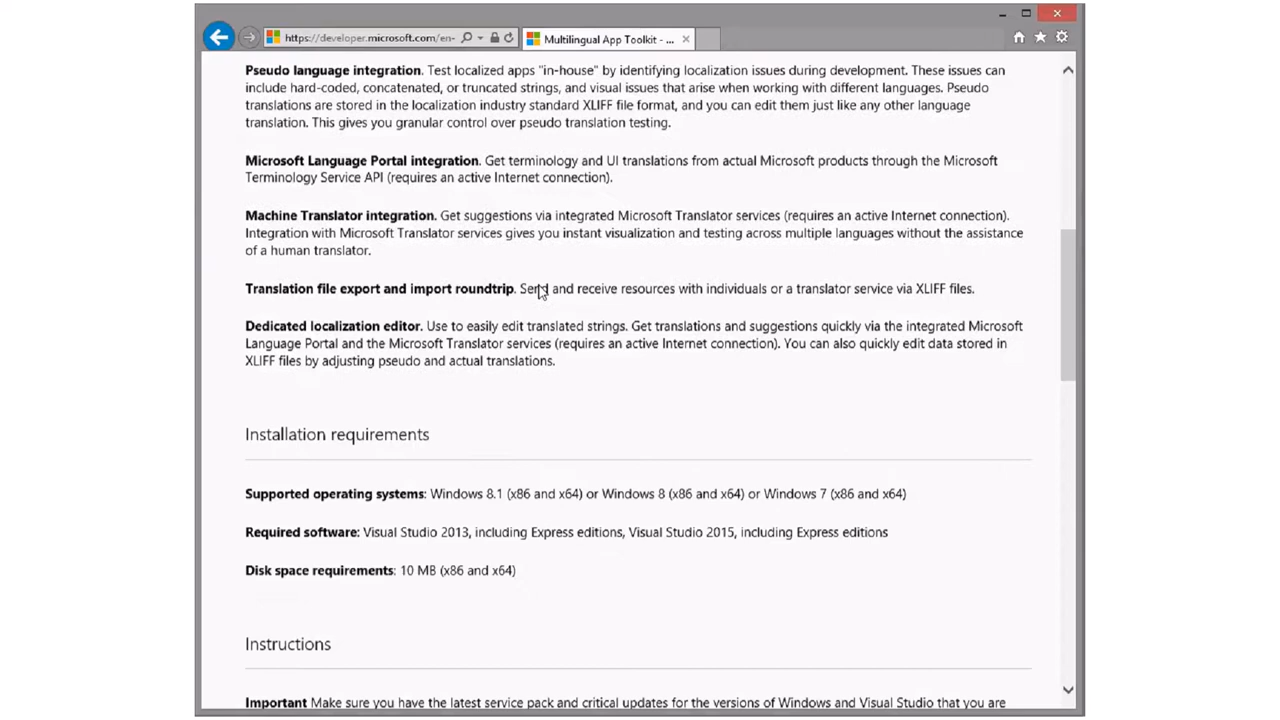 https://developer.microsoft.com/en-
Multilingual App Toolkit - ...
Pseudo language integration. Test localized apps "in-house" by identifying localization issues during development. These issues can
include hard-coded, concatenated, or truncated strings, and visual issues that arise when working with different languages. Pseudo
translations are stored in the localization industry standard XLIFF file format, and you can edit them just like any other language
translation. This gives you granular control over pseudo translation testing.
Microsoft Language Portal integration. Get terminology and UI translations from actual Microsoft products through the Microsoft
Terminology Service API (requires an active Internet connection).
Machine Translator integration. Get suggestions via integrated Microsoft Translator services (requires an active Internet connection).
Integration with Microsoft Translator services gives you instant visualization and testing across multiple languages without the assistance
of a human translator.
Translation file export and import roundtrip. Send and receive resources with individuals or a translator service via XLIFF files.
Dedicated localization editor. Use to easily edit translated strings. Get translations and suggestions quickly via the integrated Microsoft
Language Portal and the Microsoft Translator services (requires an active Internet connection). You can also quickly edit data stored in
XLIFF files by adjusting pseudo and actual translations.
Installation requirements
Supported operating systems: Windows 8.1 (x86 and x64) or Windows 8 (x86 and x64) or Windows 7 (x86 and x64)
Required software: Visual Studio 2013, including Express editions, Visual Studio 2015, including Express editions
Disk space requirements: 10 MB (x86 and x64)
Instructions
Important Make sure you have the latest service pack and critical updates for the versions of Windows and Visual Studio that you are